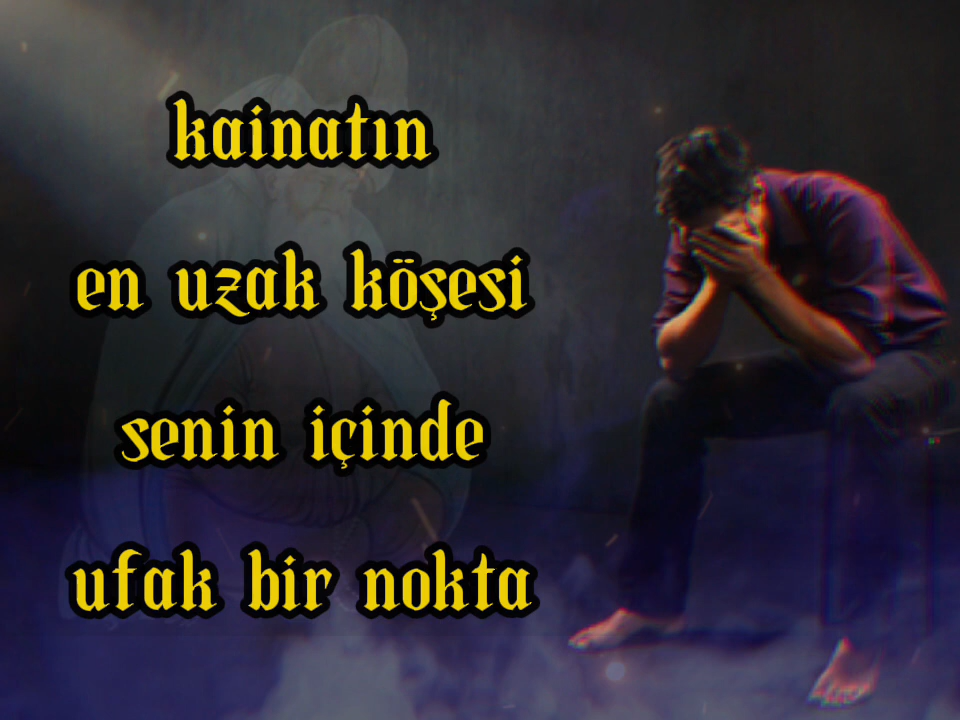 kainatın
en uzak köşesi
senin içinde
ufak bir nokta